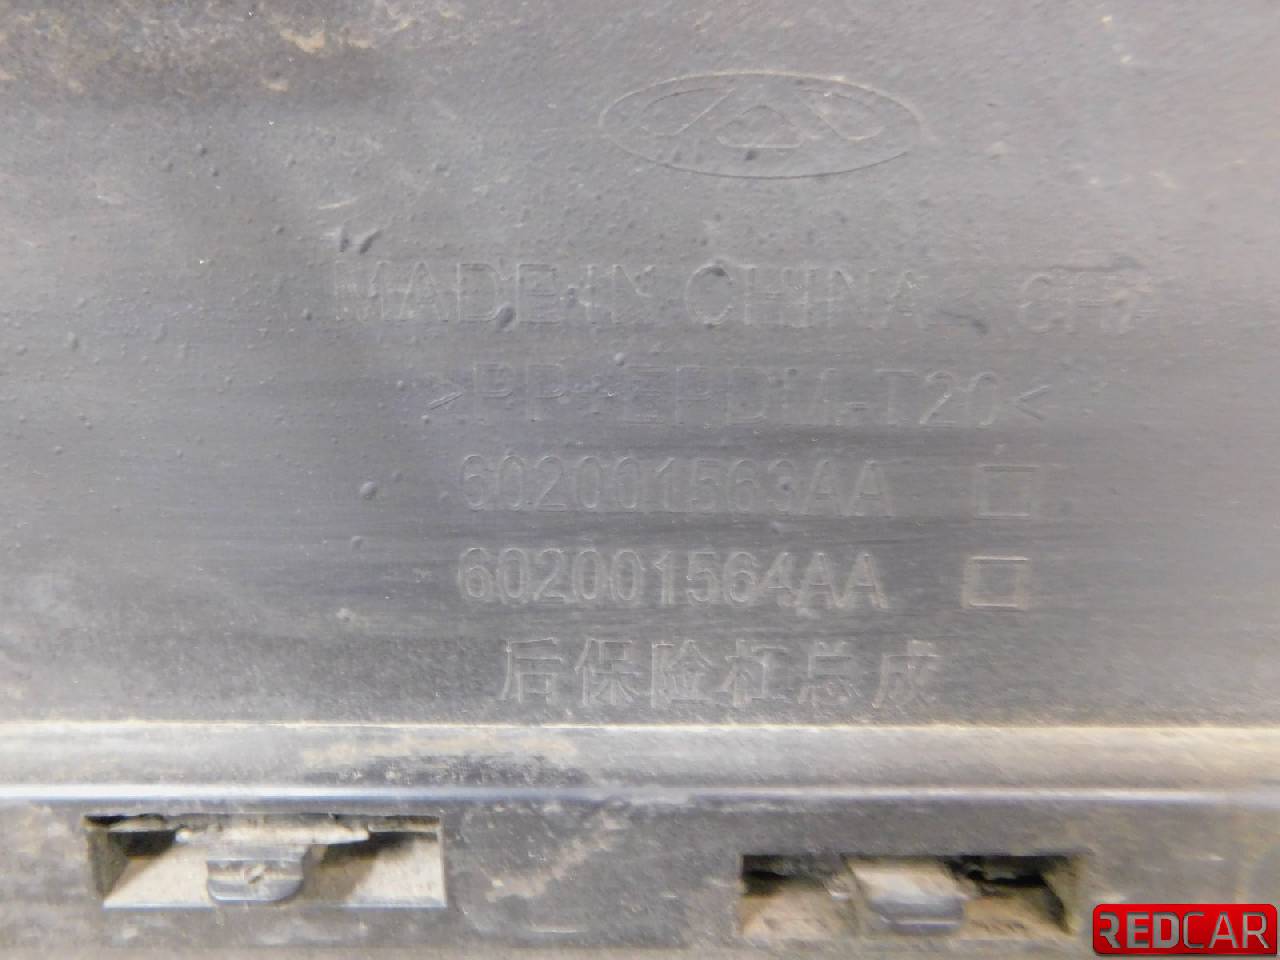 MADE IN CHINA
>PP+EPDM-T20<
602001563AA
602001564AA
后保险杠总成
REDCAR